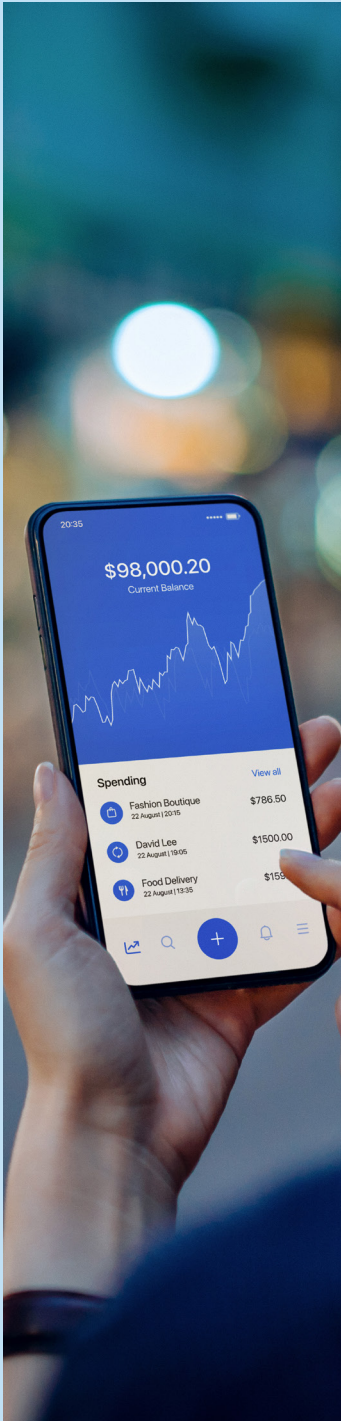 20:35
$98,000.20
Current Balance
Spending View all
Fashion Boutique $786.50
22 August | 20:15
David Lee $1500.00
22 August | 19:05
Food Delivery
22 August | 13:35